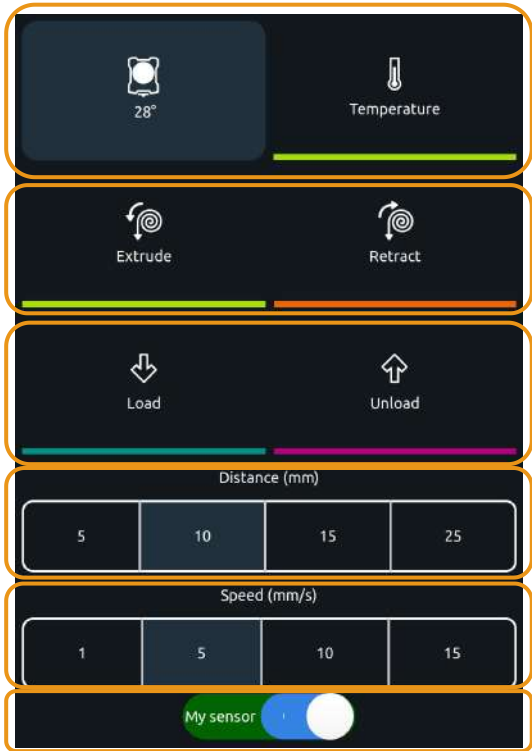 28°
Temperature
Extrude
Retract
Load
Unload
Distance (mm)
5 10 15 25
Speed (mm/s)
1 5 10 15
My sensor